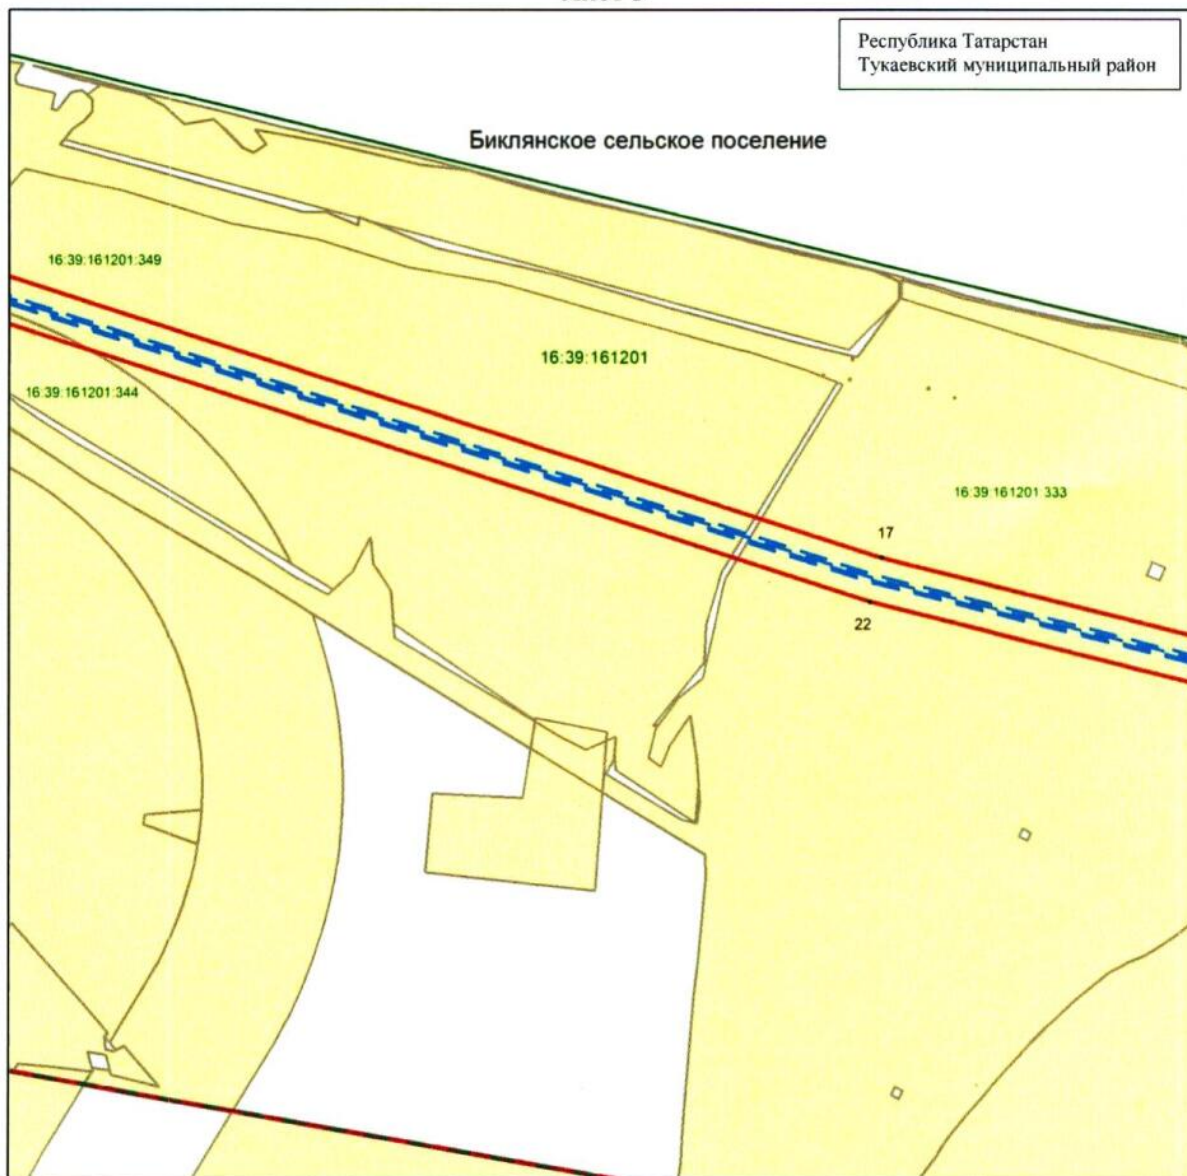 Республика Татарстан
Тукаевский муниципальный район
Биклянское сельское поселение
16:39:161201:349
16:39:161201
16:39:161201:344
16:39:161201:333
17
22